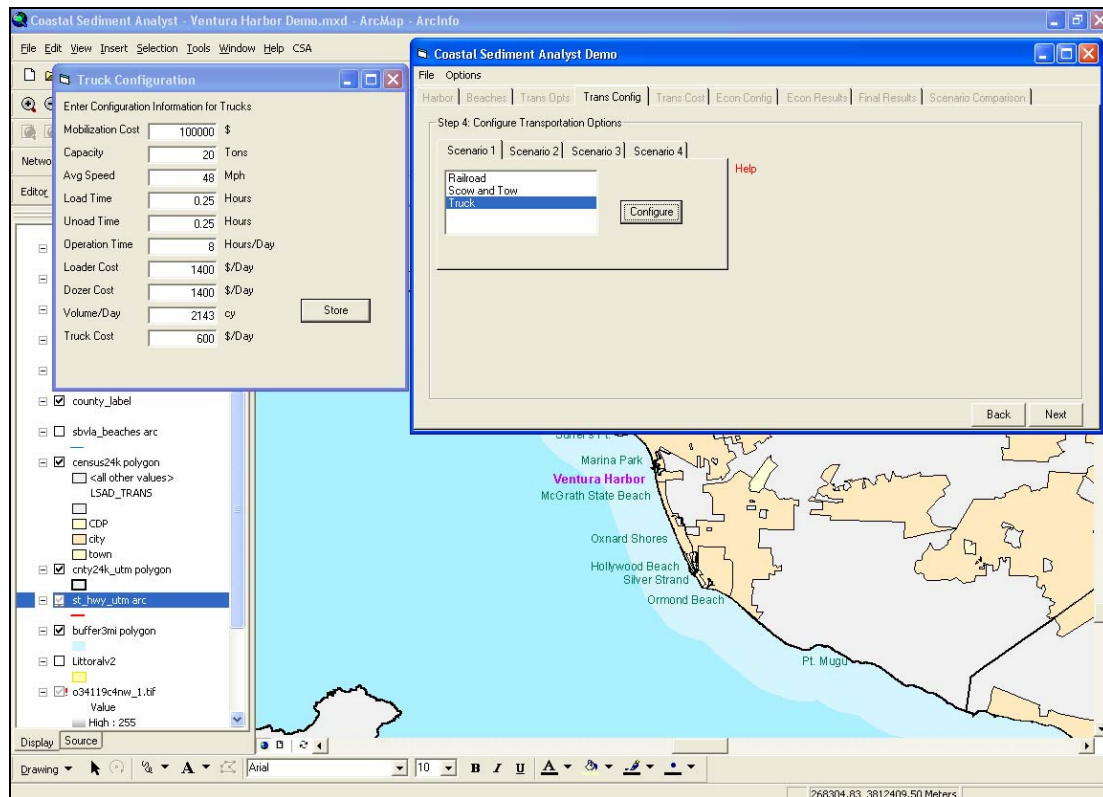 Coastal Sediment Analyst - Ventura Harbor Demo.mxd - ArcMap - ArcInfo
File Edit View Insert Selection Tools Window Help CSA
Truck Configuration
Enter Configuration Information for Trucks
Mobilization Cost 100000 $
Capacity 20 Tons
Avg Speed 48 Mph
Load Time 0.25 Hours
Unoad Time 0.25 Hours
Operation Time 8 Hours/Day
Loader Cost 1400 $/Day
Dozer Cost 1400 $/Day
Volume/Day 2143 cy
Truck Cost 600 $/Day
Store
Coastal Sediment Analyst Demo
File Options
Harbor Beaches Trans Opts Trans Config Trans Cost Econ Config Econ Results Final Results Scenario Comparison
Step 4: Configure Transportation Options
Scenario 1 Scenario 2 Scenario 3 Scenario 4
Railroad
Scow and Tow
Truck
Configure
Help
Back Next
Editor
county_label
sbvla_beaches arc
census24k polygon
<all other values>
LSAD_TRANS
CDP
city
town
cnty24k_utm polygon
st_hwy_utm arc
buffer3mi polygon
Littoralv2
o34119c4nw_1.tif
Value
High : 255
Display Source
Marina Park
Ventura Harbor
McGrath State Beach
Oxnard Shores
Hollywood Beach
Silver Strand
Ormond Beach
Pt. Mugu
Drawing A Arial 10 B I U A
268304.83 3812409.50 Meters